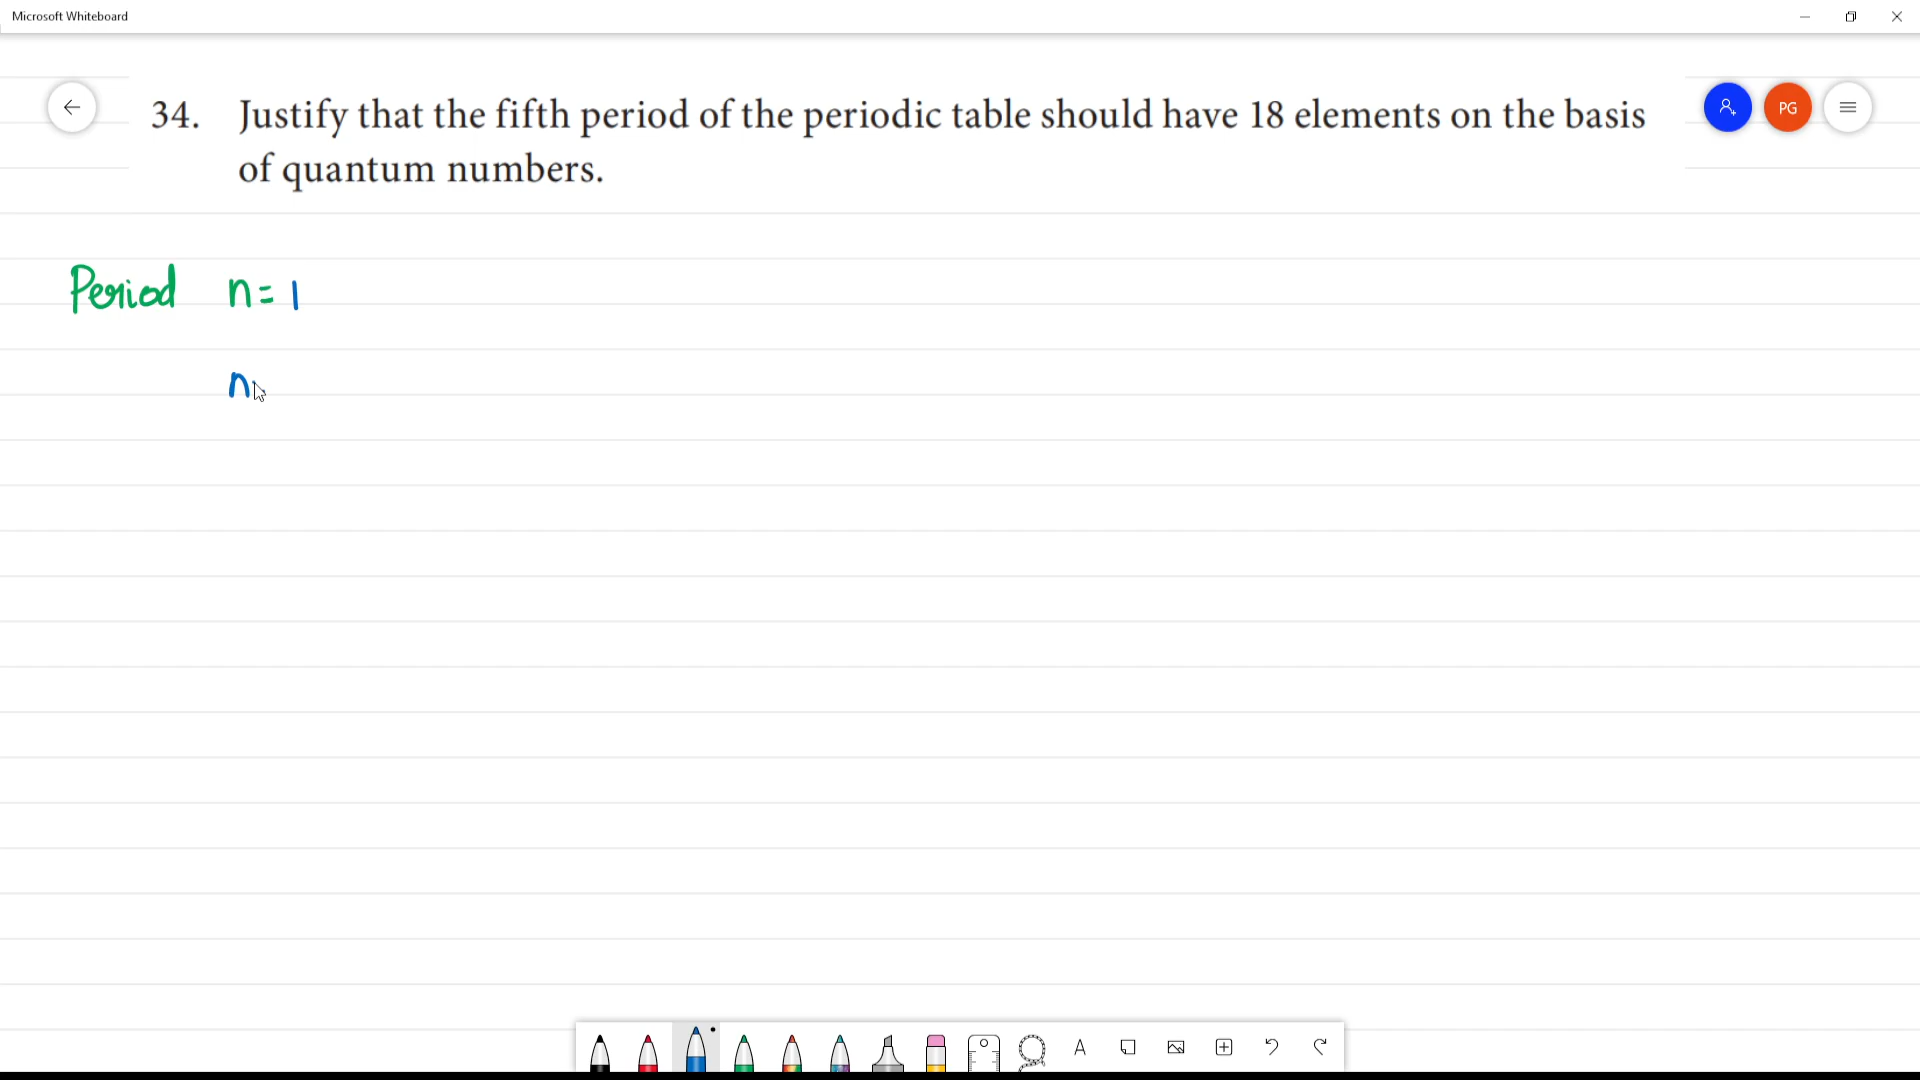 Microsoft Whiteboard
34. Justify that the fifth period of the periodic table should have 18 elements on the basis
of quantum numbers.
PG
Period n = 1
n
A